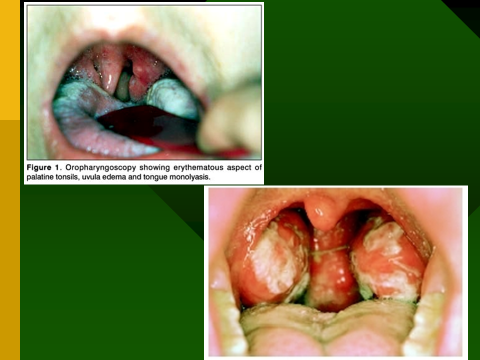 Figure 1. Oropharyngoscopy showing erythematous aspect of
palatine tonsils, uvula edema and tongue monolyasis.